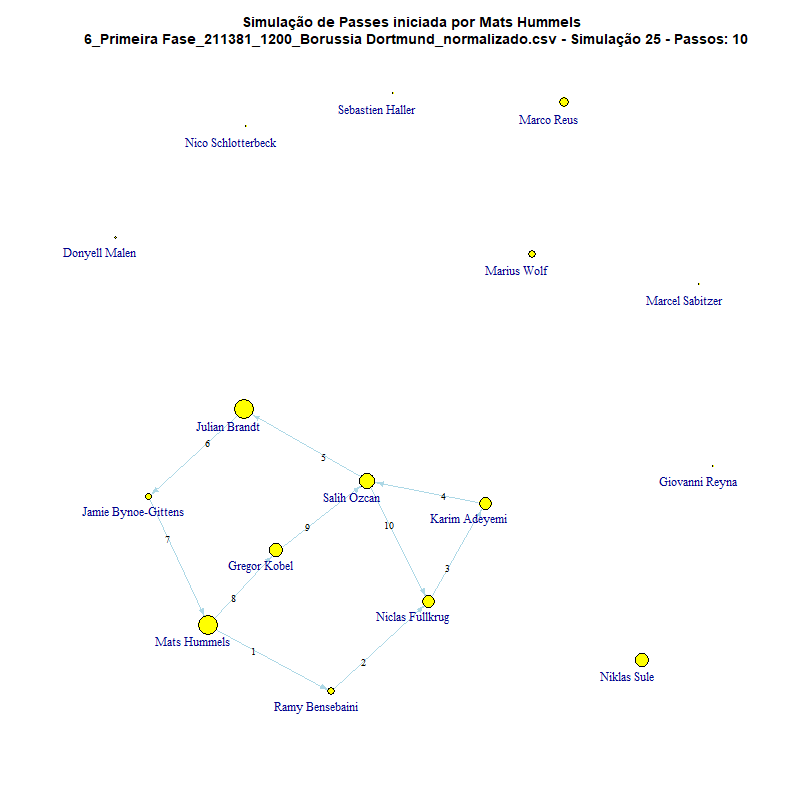 Simulação de Passes iniciada por Mats Hummels
6_Primeira Fase_211381_1200_Borussia Dortmund_normalizado.csv - Simulação 25 - Passos: 10
Sebastien Haller
Marco Reus
Nico Schlotterbeck
Donyell Malen
Marius Wolf
Marcel Sabitzer
Julian Brandt
6
5
Giovanni Reyna
Salih Ozcan
4
Jamie Bynoe-Gittens
Karim Adeyemi
9
10
7
Gregor Kobel
3
8
Niclas Fullkrug
Mats Hummels
1
2
Niklas Sule
Ramy Bensebaini